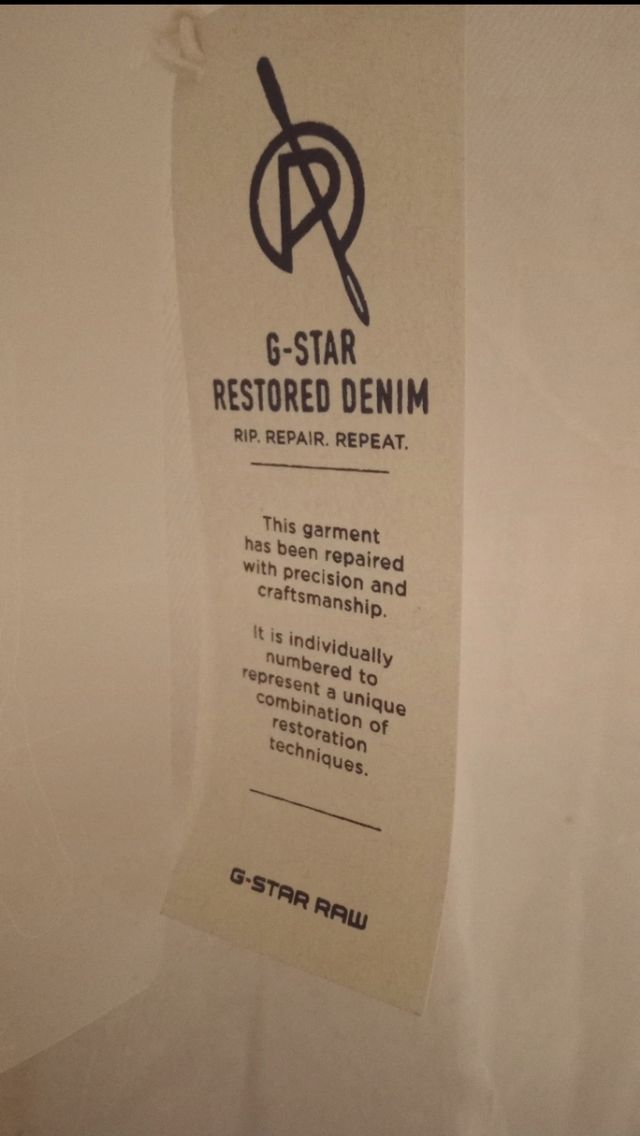 R
G-STAR
RESTORED DENIM
RIP. REPAIR. REPEAT.
This garment
has been repaired
with precision and
craftsmanship.
It is individually
numbered to
represent a unique
combination of
restoration
techniques.
G-STAR RAW